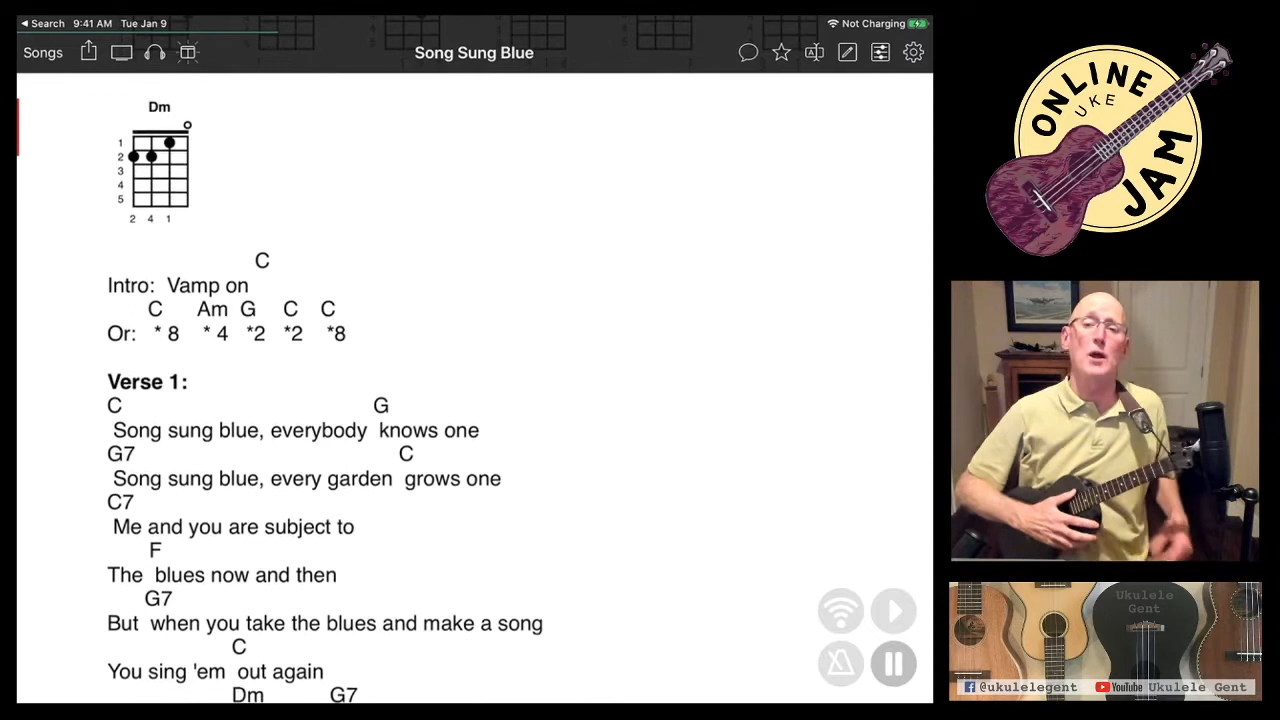 ◀ Search 9:41 AM Tue Jan 9 Not Charging
Songs Song Sung Blue
Dm
1
2
3
4
5
2 4 1
C
Intro: Vamp on
C Am G C C
Or: * 8 * 4 *2 *2 *8
Verse 1:
C G
Song sung blue, everybody knows one
G7 C
Song sung blue, every garden grows one
C7
Me and you are subject to
F
The blues now and then
G7
But when you take the blues and make a song
C
You sing 'em out again
Dm G7
ONLINE
UKE
JAM
Ukulele
Gent
@ukulelegent YouTube Ukulele Gent